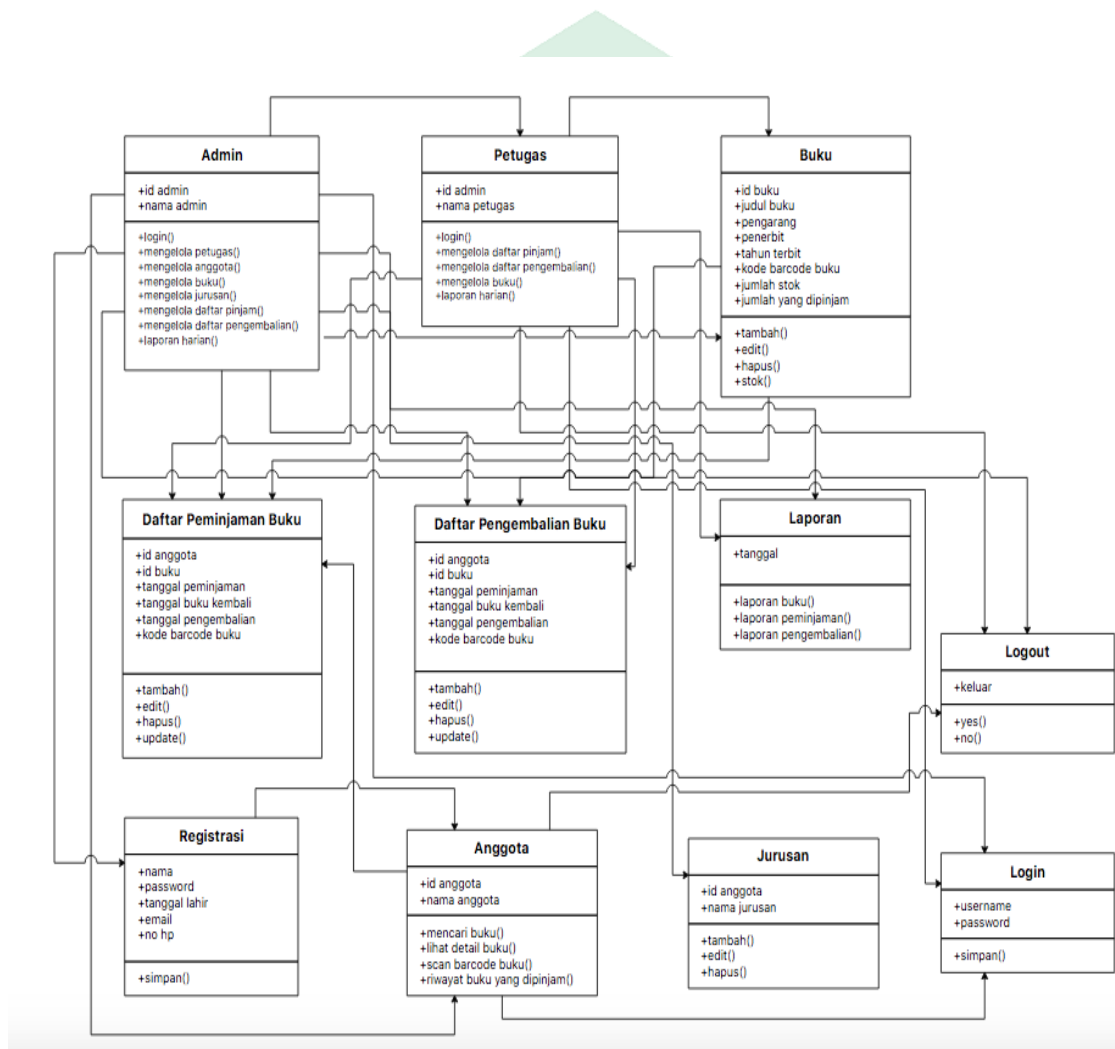 Admin
+id admin
+nama admin
+login()
+mengelola petugas()
+mengelola anggota()
+mengelola buku()
+mengelola jurusan()
+mengelola daftar pinjam()
+mengelola daftar pengembalian()
+laporan harian()
Petugas
+id admin
+nama petugas
+login()
+mengelola daftar pinjam()
+mengelola daftar pengembalian()
+mengelola buku()
+laporan harian()
Buku
+id buku
+judul buku
+pengarang
+penerbit
+tahun terbit
+kode barcode buku
+jumlah stok
+jumlah yang dipinjam
+tambah()
+edit()
+hapus()
+stok()
Daftar Peminjaman Buku
+id anggota
+id buku
+tanggal peminjaman
+tanggal buku kembali
+tanggal pengembalian
+kode barcode buku
+tambah()
+edit()
+hapus()
+update()
Daftar Pengembalian Buku
+id anggota
+id buku
+tanggal peminjaman
+tanggal buku kembali
+tanggal pengembalian
+kode barcode buku
+tambah()
+edit()
+hapus()
+update()
Laporan
+tanggal
+laporan buku()
+laporan peminjaman()
+laporan pengembalian()
Logout
+keluar
+yes()
+no()
Registrasi
+nama
+password
+tanggal lahir
+email
+no hp
+simpan()
Anggota
+id anggota
+nama anggota
+mencari buku()
+lihat detail buku()
+scan barcode buku()
+riwayat buku yang dipinjam()
Jurusan
+id anggota
+nama jurusan
+tambah()
+edit()
+hapus()
Login
+username
+password
+simpan()